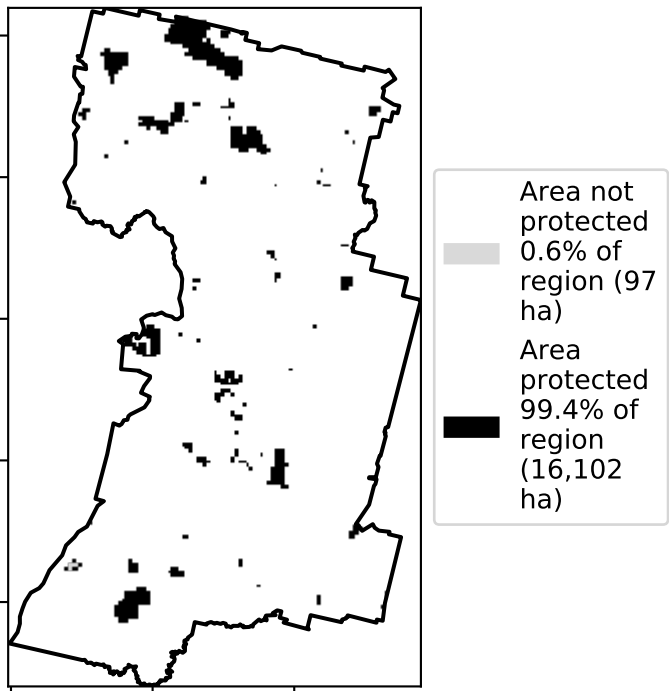 Area not
protected
0.6% of
region (97
ha)
Area
protected
99.4% of
region
(16,102
ha)